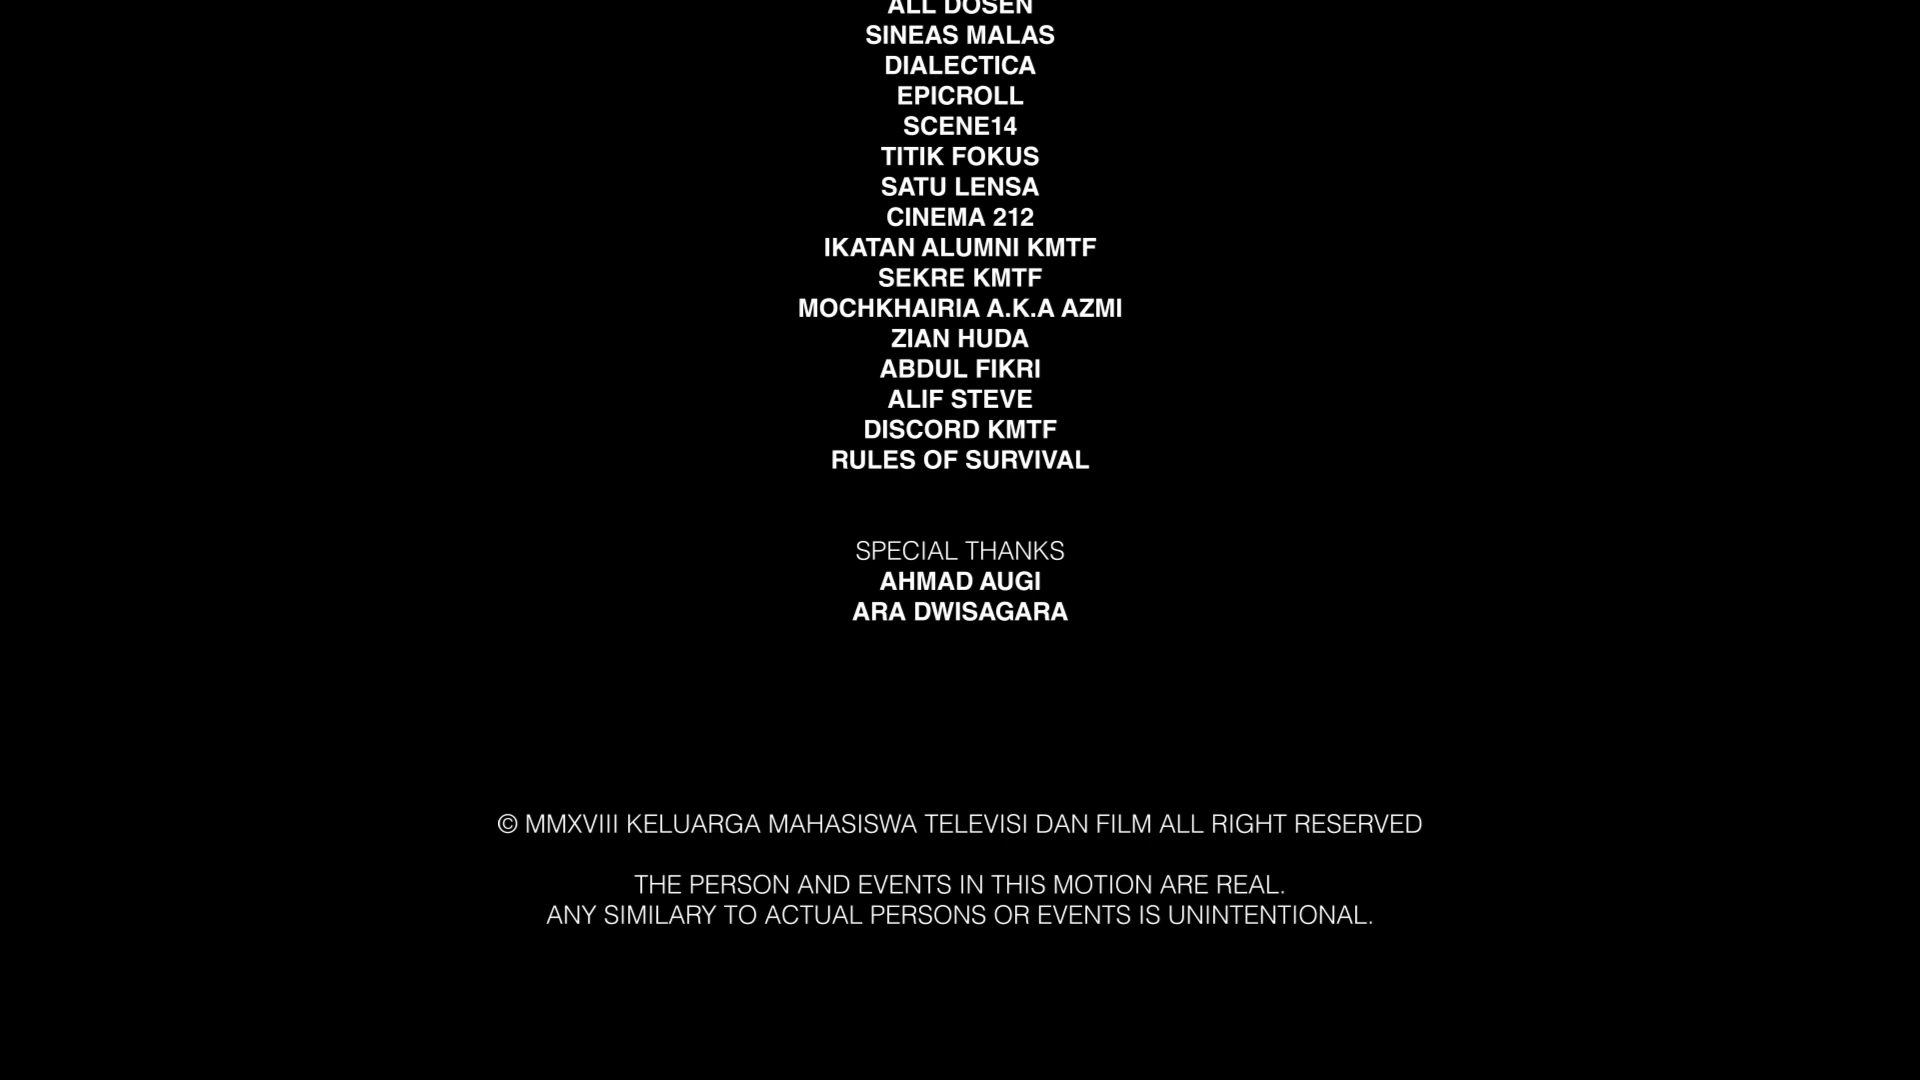 ALL DOSEN
SINEAS MALAS
DIALECTICA
EPICROLL
SCENE14
TITIK FOKUS
SATU LENSA
CINEMA 212
IKATAN ALUMNI KMTF
SEKRE KMTF
MOCHKHAIRIA A.K.A AZMI
ZIAN HUDA
ABDUL FIKRI
ALIF STEVE
DISCORD KMTF
RULES OF SURVIVAL
SPECIAL THANKS
AHMAD AUGI
ARA DWISAGARA
© MMXVIII KELUARGA MAHASISWA TELEVISI DAN FILM ALL RIGHT RESERVED
THE PERSON AND EVENTS IN THIS MOTION ARE REAL.
ANY SIMILARY TO ACTUAL PERSONS OR EVENTS IS UNINTENTIONAL.